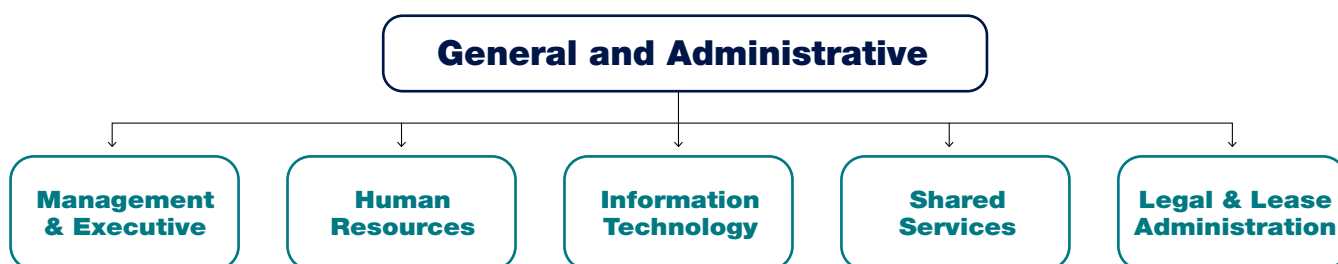 General and Administrative
Management
& Executive
Human
Resources
Information
Technology
Shared
Services
Legal & Lease
Administration